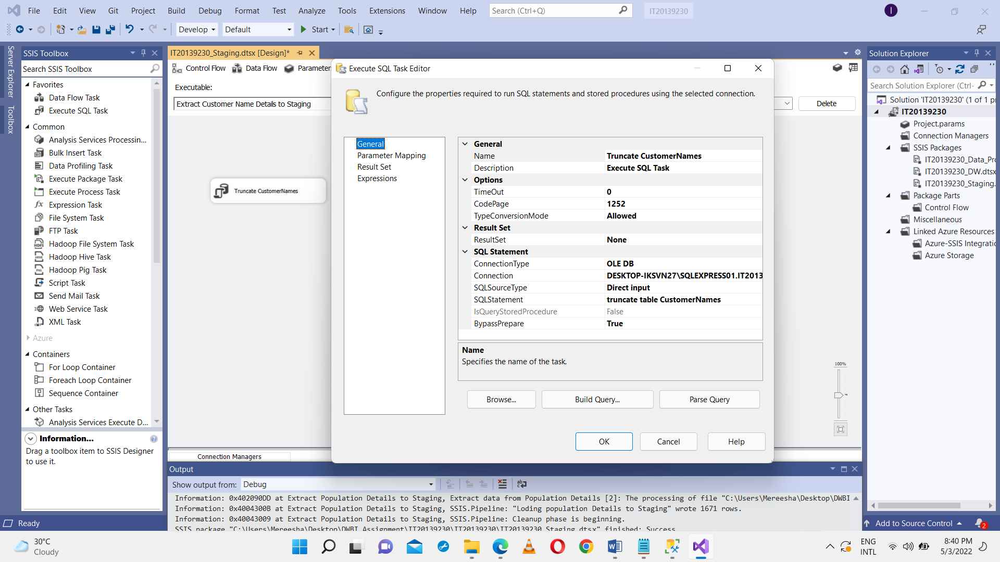 File Edit View Git Project Build Debug Format Test Analyze Tools Extensions Window Help Search (Ctrl+Q) IT20139230 I
Develop Default Start
Server Explorer
Toolbox
SSIS Toolbox
Search SSIS Toolbox
Favorites
Data Flow Task
Execute SQL Task
Common
Analysis Services Processin...
Bulk Insert Task
Data Profiling Task
Execute Package Task
Execute Process Task
Expression Task
File System Task
FTP Task
Hadoop File System Task
Hadoop Hive Task
Hadoop Pig Task
Script Task
Send Mail Task
Web Service Task
XML Task
Azure
Containers
For Loop Container
Foreach Loop Container
Sequence Container
Other Tasks
Analysis Services Execute D...
Information...
Drag a toolbox item to SSIS Designer
to use it.
IT20139230_Staging.dtsx [Design]*
Control Flow Data Flow Parameter
Executable:
Extract Customer Name Details to Staging
Delete
Truncate CustomerNames
100%
Connection Managers
Execute SQL Task Editor
Configure the properties required to run SQL statements and stored procedures using the selected connection.
General
Parameter Mapping
Result Set
Expressions
General
Name Truncate CustomerNames
Description Execute SQL Task
Options
TimeOut 0
CodePage 1252
TypeConversionMode Allowed
Result Set
ResultSet None
SQL Statement
ConnectionType OLE DB
Connection DESKTOP-IKSVN27\SQLEXPRESS01.IT2013
SQLSourceType Direct input
SQLStatement truncate table CustomerNames
IsQueryStoredProcedure False
BypassPrepare True
Name
Specifies the name of the task.
Browse... Build Query... Parse Query
OK Cancel Help
Output
Show output from: Debug
Information: 0x402090DD at Extract Population Details to Staging, Extract data from Population Details [2]: The processing of file "C:\Users\Mereesha\Desktop\DWBI
Information: 0x4004300B at Extract Population Details to Staging, SSIS.Pipeline: "Loding population Details to Staging" wrote 1671 rows.
Information: 0x40043009 at Extract Population Details to Staging, SSIS.Pipeline: Cleanup phase is beginning.
SSIS package "C:\Users\Mereesha\Desktop\DWBI Assignment\IT20139230\IT20139230\IT20139230_Staging.dtsx" finished: Success.
Solution Explorer
Search Solution Explorer (Ctrl-
Solution 'IT20139230' (1 of 1 p
IT20139230
Project.params
Connection Managers
SSIS Packages
IT20139230_Data_Pr
IT20139230_DW.dtsx
IT20139230_Staging.
Package Parts
Control Flow
Miscellaneous
Linked Azure Resources
Azure-SSIS Integratio
Azure Storage
Ready
Add to Source Control 2
30°C
Cloudy
ENG
INTL
8:40 PM
5/3/2022